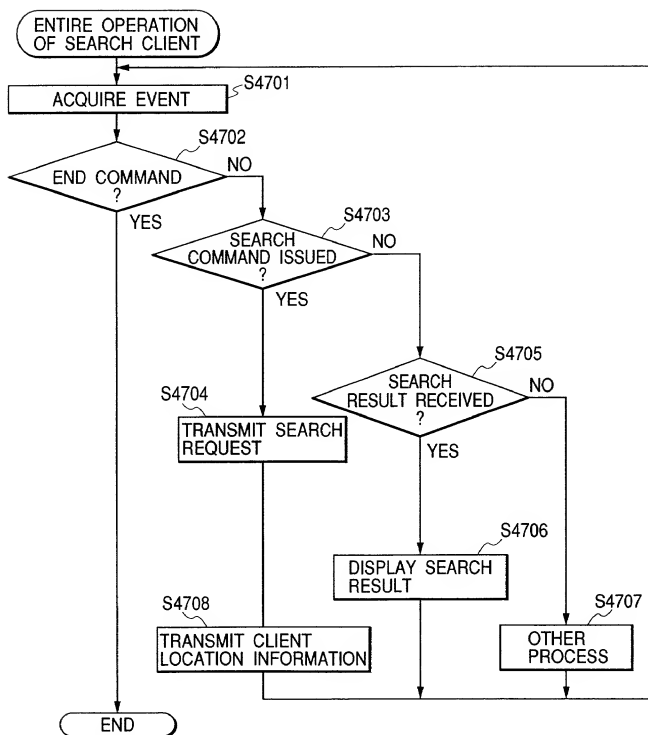 ENTIRE OPERATION
OF SEARCH CLIENT
S4701
ACQUIRE EVENT
S4702
END COMMAND
?
NO
YES
S4703
SEARCH
COMMAND ISSUED
?
NO
YES
S4705
SEARCH
RESULT RECEIVED
?
NO
YES
S4704
TRANSMIT SEARCH
REQUEST
S4706
DISPLAY SEARCH
RESULT
S4708
TRANSMIT CLIENT
LOCATION INFORMATION
S4707
OTHER
PROCESS
END